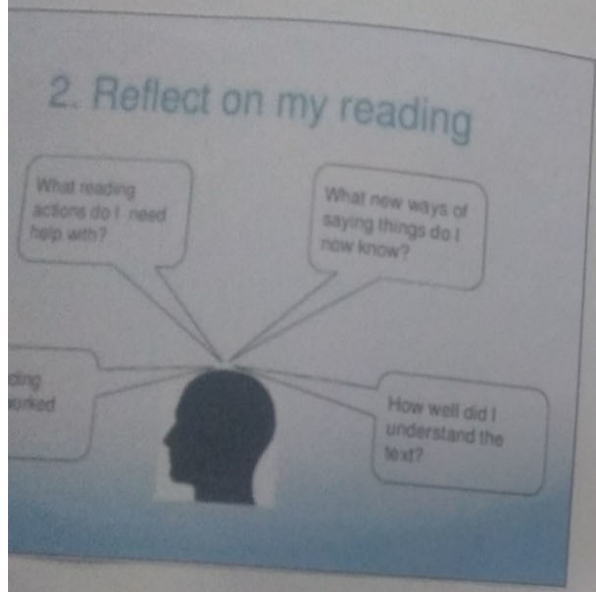 2. Reflect on my reading
What reading
actions do I need
help with?
What new ways of
saying things do I
now know?
How well did I
understand the
text?